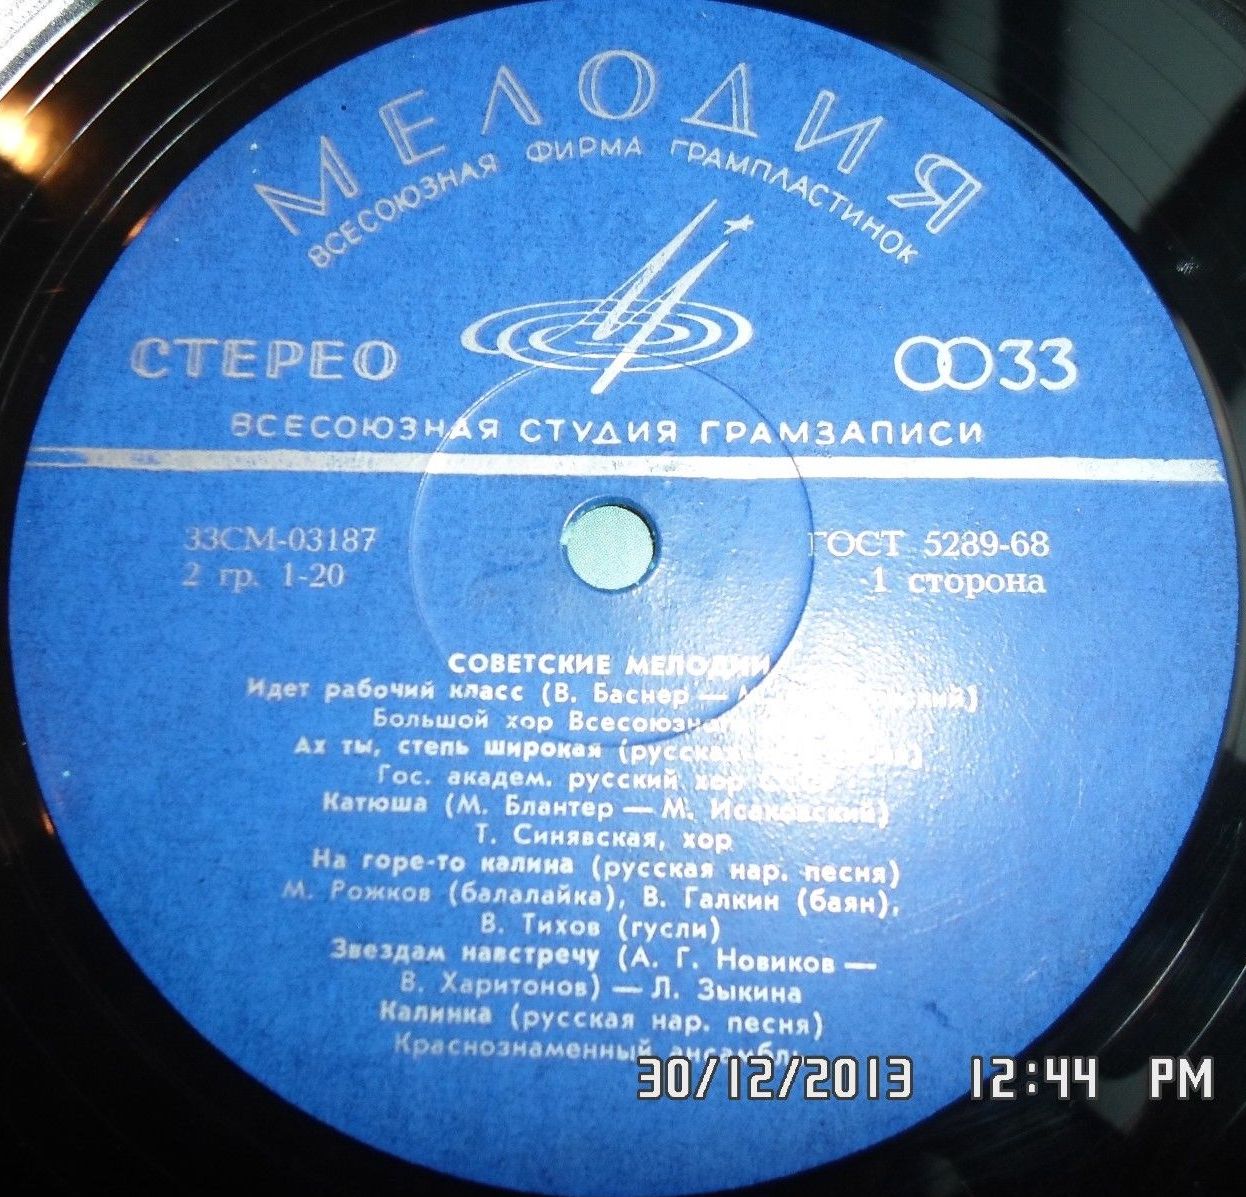 МЕЛОДИЯ
ВСЕСОЮЗНАЯ ФИРМА ГРАМПЛАСТИНОК
СТЕРЕО
33
ВСЕСОЮЗНАЯ СТУДИЯ ГРАМЗАПИСИ
33СМ-03187
ГОСТ 5289-68
2 гр. 1-20
1 сторона
СОВЕТСКИЕ МЕЛОДИИ
Идет рабочий класс (В. Баснер —
Большой хор
Ах ты, степь широкая (русская
Гос. академ. русский хор
Катюша (М. Блантер — М. Исаковский)
Т. Синявская, хор
На горе-то калина (русская нар. песня)
М. Рожков (балалайка), В. Галкин (баян),
В. Тихов (гусли)
Звездам навстречу (А. Г. Новиков —
В. Харитонов) — Л. Зыкина
Калинка (русская нар. песня)
Краснознаменный ансамбль
30/12/2013 12:44 PM